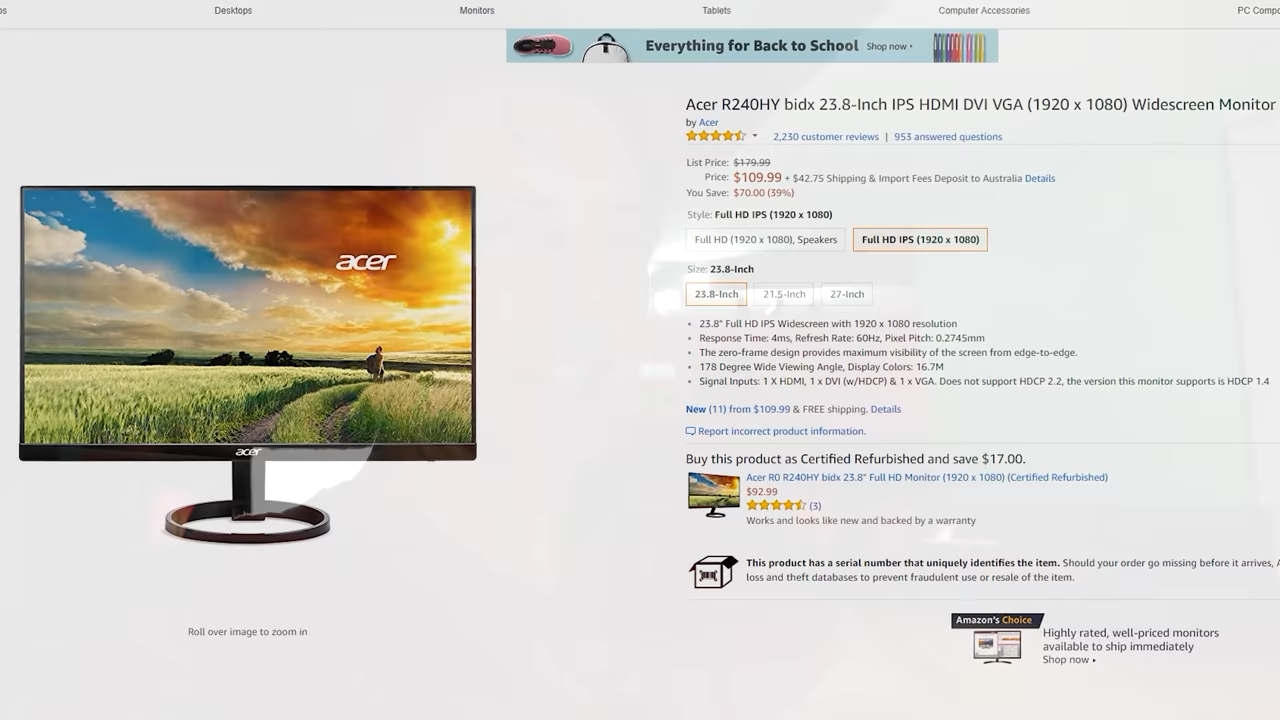 Desktops
Monitors
Tablets
Computer Accessories
Everything for Back to School Shop now
Acer R240HY bidx 23.8-Inch IPS HDMI DVI VGA (1920 x 1080) Widescreen Monitor
by Acer
2,230 customer reviews | 953 answered questions
List Price: $179.99
Price: $109.99 + $42.75 Shipping & Import Fees Deposit to Australia Details
You Save: $70.00 (39%)
Style: Full HD IPS (1920 x 1080)
Full HD (1920 x 1080), Speakers
Full HD IPS (1920 x 1080)
Size: 23.8-Inch
23.8-Inch
21.5-Inch
27-Inch
acer
acer
• 23.8" Full HD IPS Widescreen with 1920 x 1080 resolution
• Response Time: 4ms, Refresh Rate: 60Hz, Pixel Pitch: 0.2745mm
• The zero-frame design provides maximum visibility of the screen from edge-to-edge.
• 178 Degree Wide Viewing Angle, Display Colors: 16.7M
• Signal Inputs: 1 X HDMI, 1 x DVI (w/HDCP) & 1 x VGA. Does not support HDCP 2.2, the version this monitor supports is HDCP 1.4
New (11) from $109.99 & FREE shipping. Details
Report incorrect product information.
Buy this product as Certified Refurbished and save $17.00.
Acer R0 R240HY bidx 23.8" Full HD Monitor (1920 x 1080) (Certified Refurbished)
$92.99
(3)
Works and looks like new and backed by a warranty
This product has a serial number that uniquely identifies the item. Should your order go missing before it arrives,
loss and theft databases to prevent fraudulent use or resale of the item.
Roll over image to zoom in
Amazon's Choice
Highly rated, well-priced monitors
available to ship immediately
Shop now